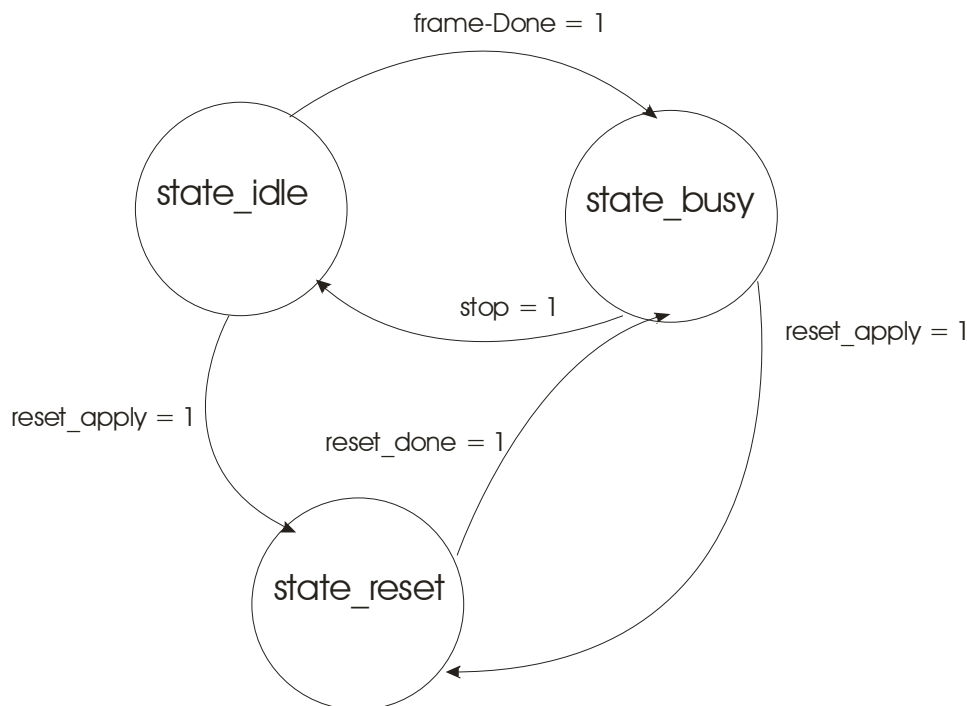 frame-Done = 1
state_idle
state_busy
stop = 1
reset_apply = 1
reset_apply = 1
reset_done = 1
state_reset